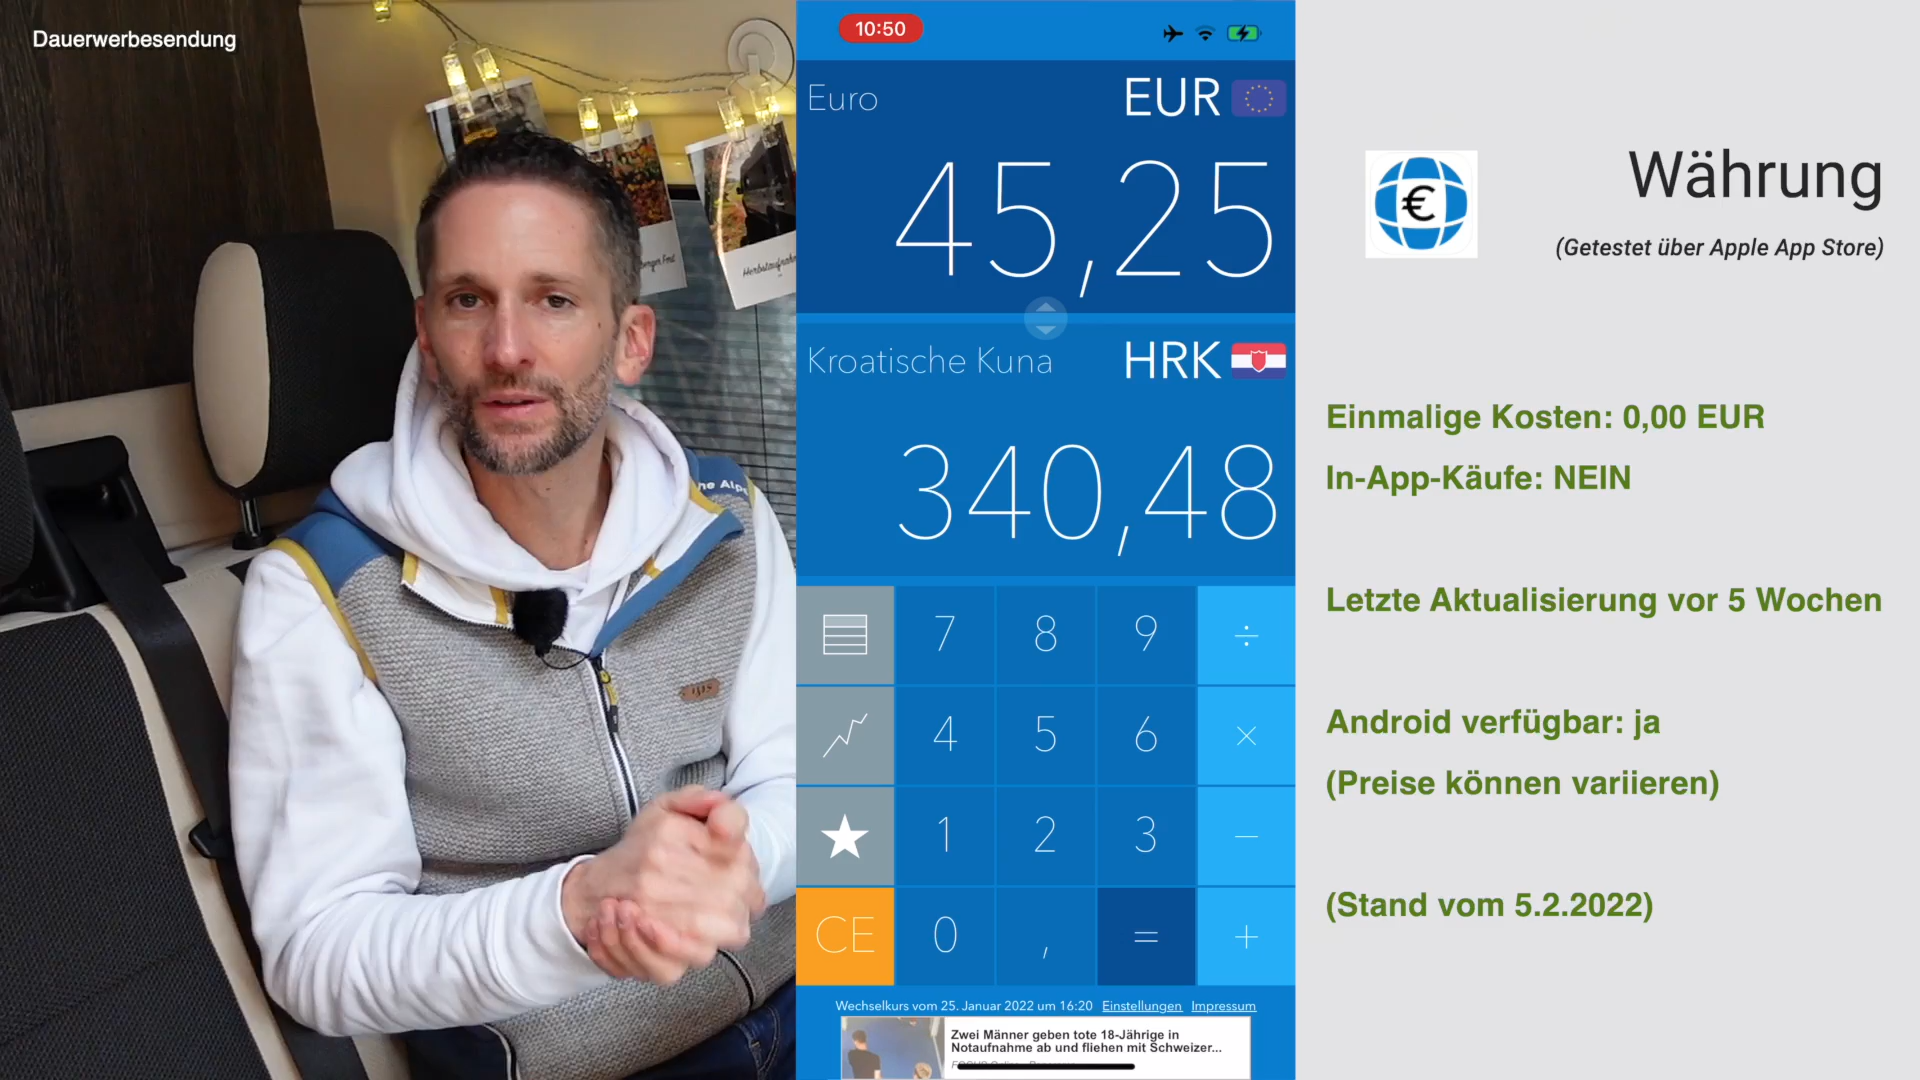 Dauerwerbesendung
Herbstaufnahm
he Alp
10:50
Euro
EUR
45,25
Kroatische Kuna
HRK
340,48
7 8 9 ÷
4 5 6 ×
1 2 3 −
CE 0 , = +
Wechselkurs vom 25. Januar 2022 um 16:20 Einstellungen Impressum
Zwei Männer geben tote 18-Jährige in
Notaufnahme ab und fliehen mit Schweizer...
€
Währung
(Getestet über Apple App Store)
Einmalige Kosten: 0,00 EUR
In-App-Käufe: NEIN
Letzte Aktualisierung vor 5 Wochen
Android verfügbar: ja
(Preise können variieren)
(Stand vom 5.2.2022)